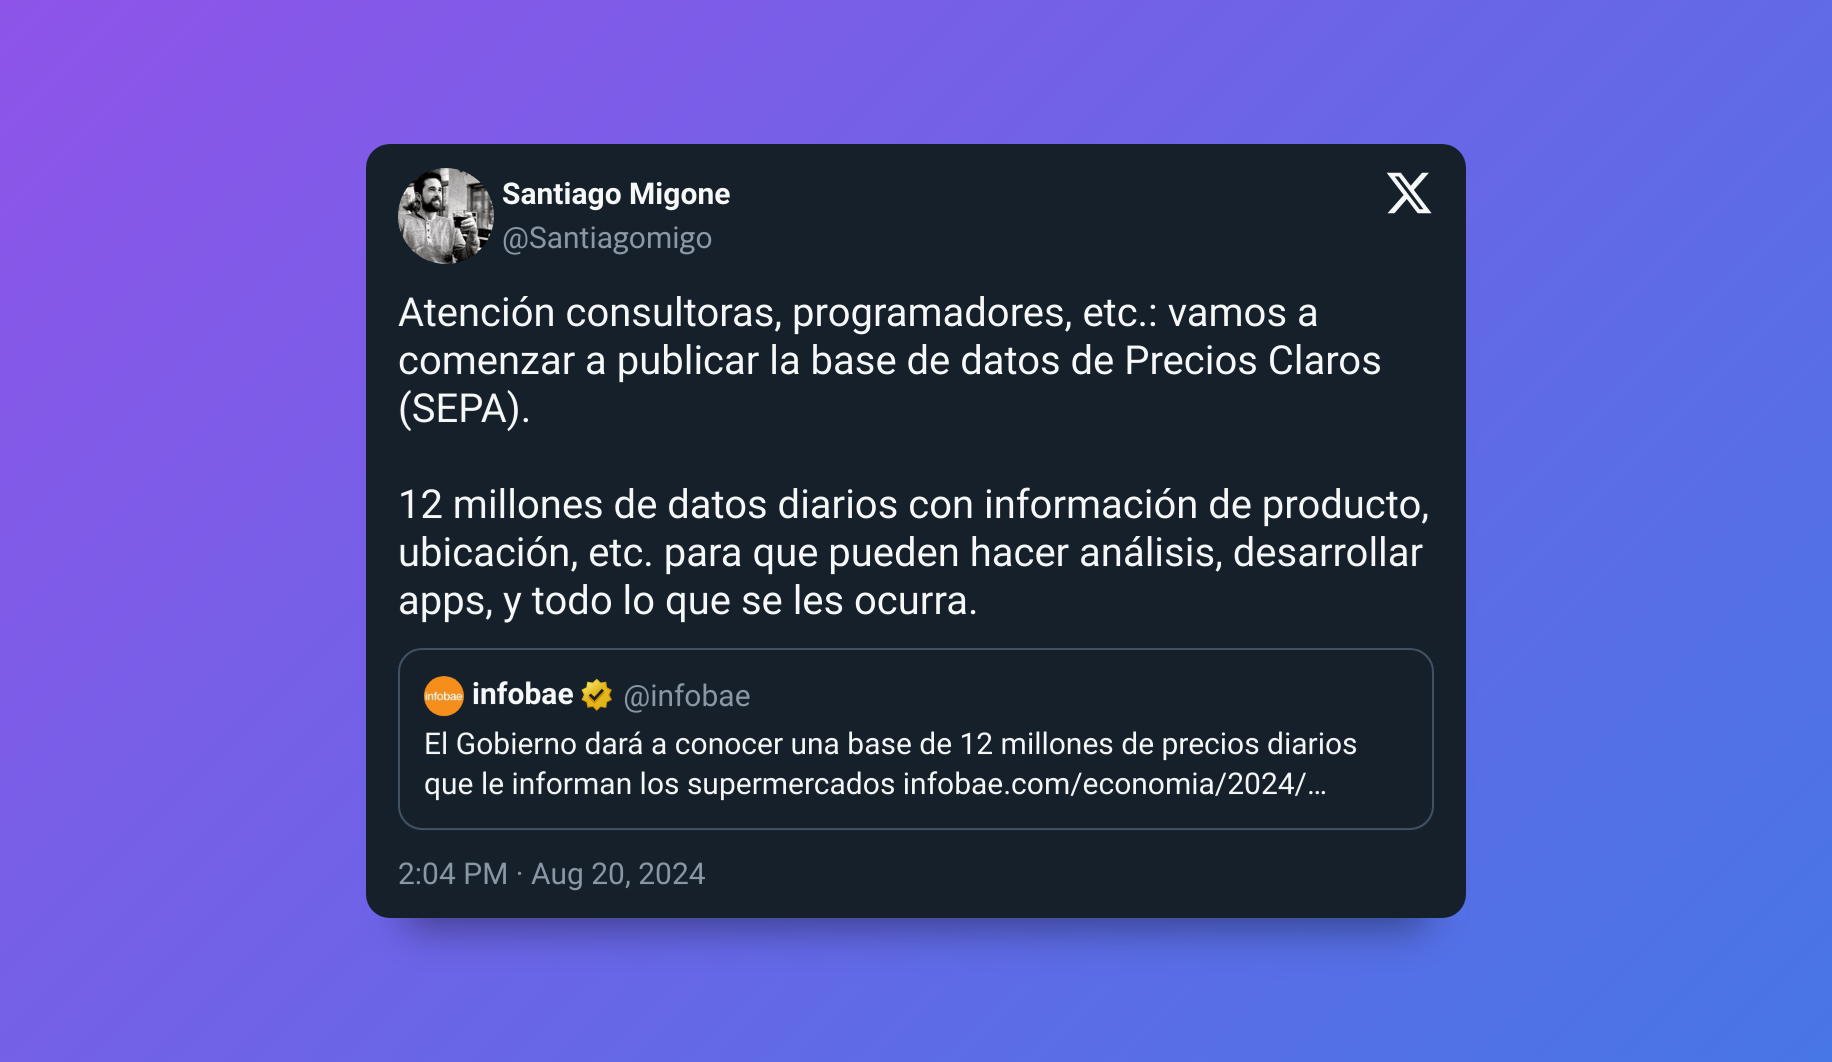 Santiago Migone
@Santiagomigo
Atención consultoras, programadores, etc.: vamos a
comenzar a publicar la base de datos de Precios Claros
(SEPA).
12 millones de datos diarios con información de producto,
ubicación, etc. para que pueden hacer análisis, desarrollar
apps, y todo lo que se les ocurra.
infobae
infobae @infobae
El Gobierno dará a conocer una base de 12 millones de precios diarios
que le informan los supermercados infobae.com/economia/2024/…
2:04 PM · Aug 20, 2024